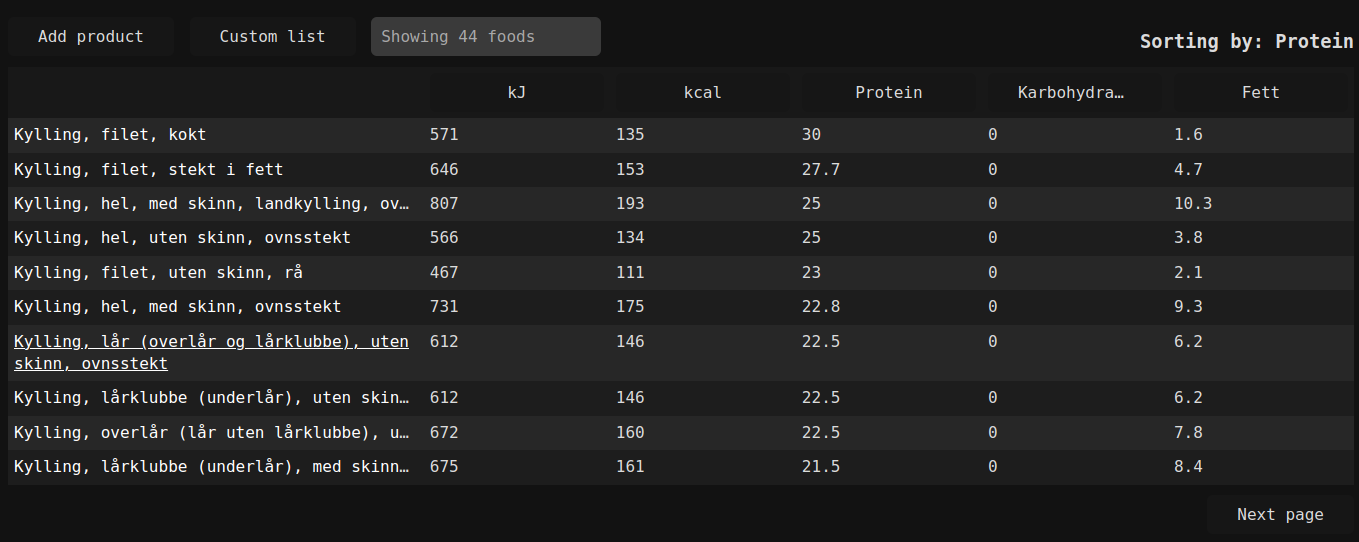 Add product Custom list Showing 44 foods Sorting by: Protein
kJ kcal Protein Karbohydra… Fett
Kylling, filet, kokt 571 135 30 0 1.6
Kylling, filet, stekt i fett 646 153 27.7 0 4.7
Kylling, hel, med skinn, landkylling, ov… 807 193 25 0 10.3
Kylling, hel, uten skinn, ovnsstekt 566 134 25 0 3.8
Kylling, filet, uten skinn, rå 467 111 23 0 2.1
Kylling, hel, med skinn, ovnsstekt 731 175 22.8 0 9.3
Kylling, lår (overlår og lårklubbe), uten 612 146 22.5 0 6.2
skinn, ovnsstekt
Kylling, lårklubbe (underlår), uten skin… 612 146 22.5 0 6.2
Kylling, overlår (lår uten lårklubbe), u… 672 160 22.5 0 7.8
Kylling, lårklubbe (underlår), med skinn… 675 161 21.5 0 8.4
Next page